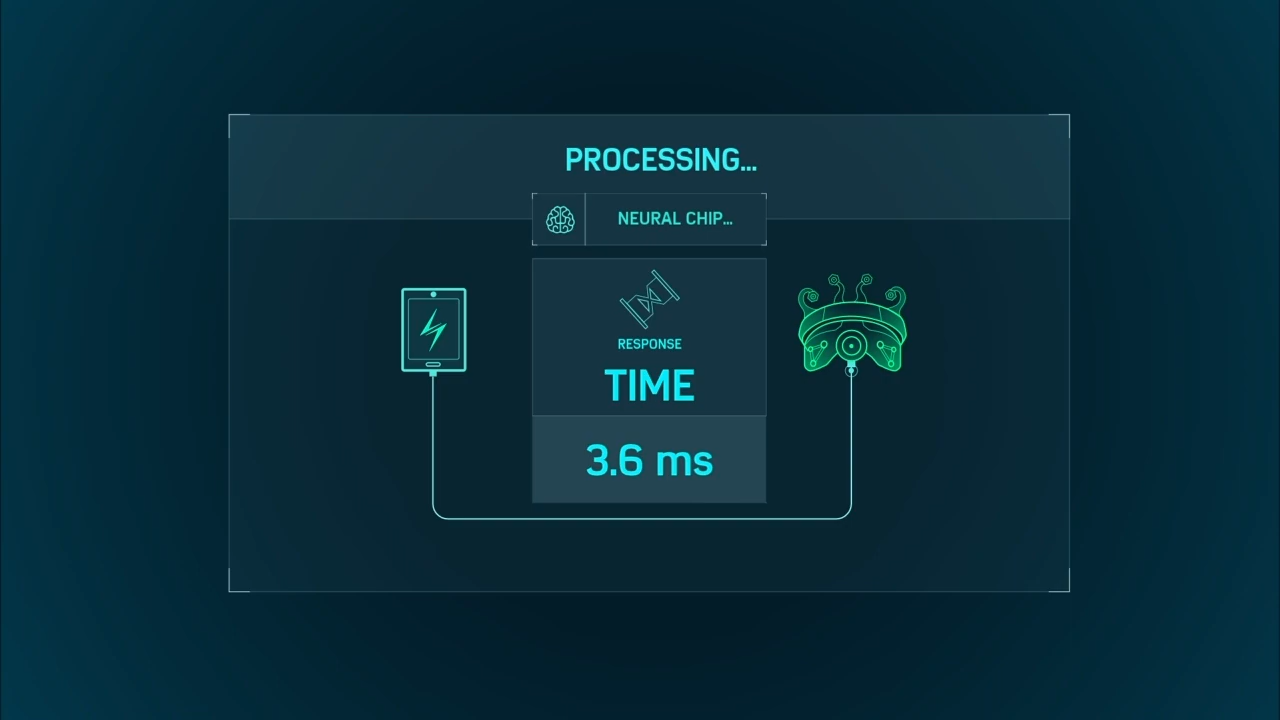 PROCESSING...
NEURAL CHIP...
RESPONSE
TIME
3.6 ms